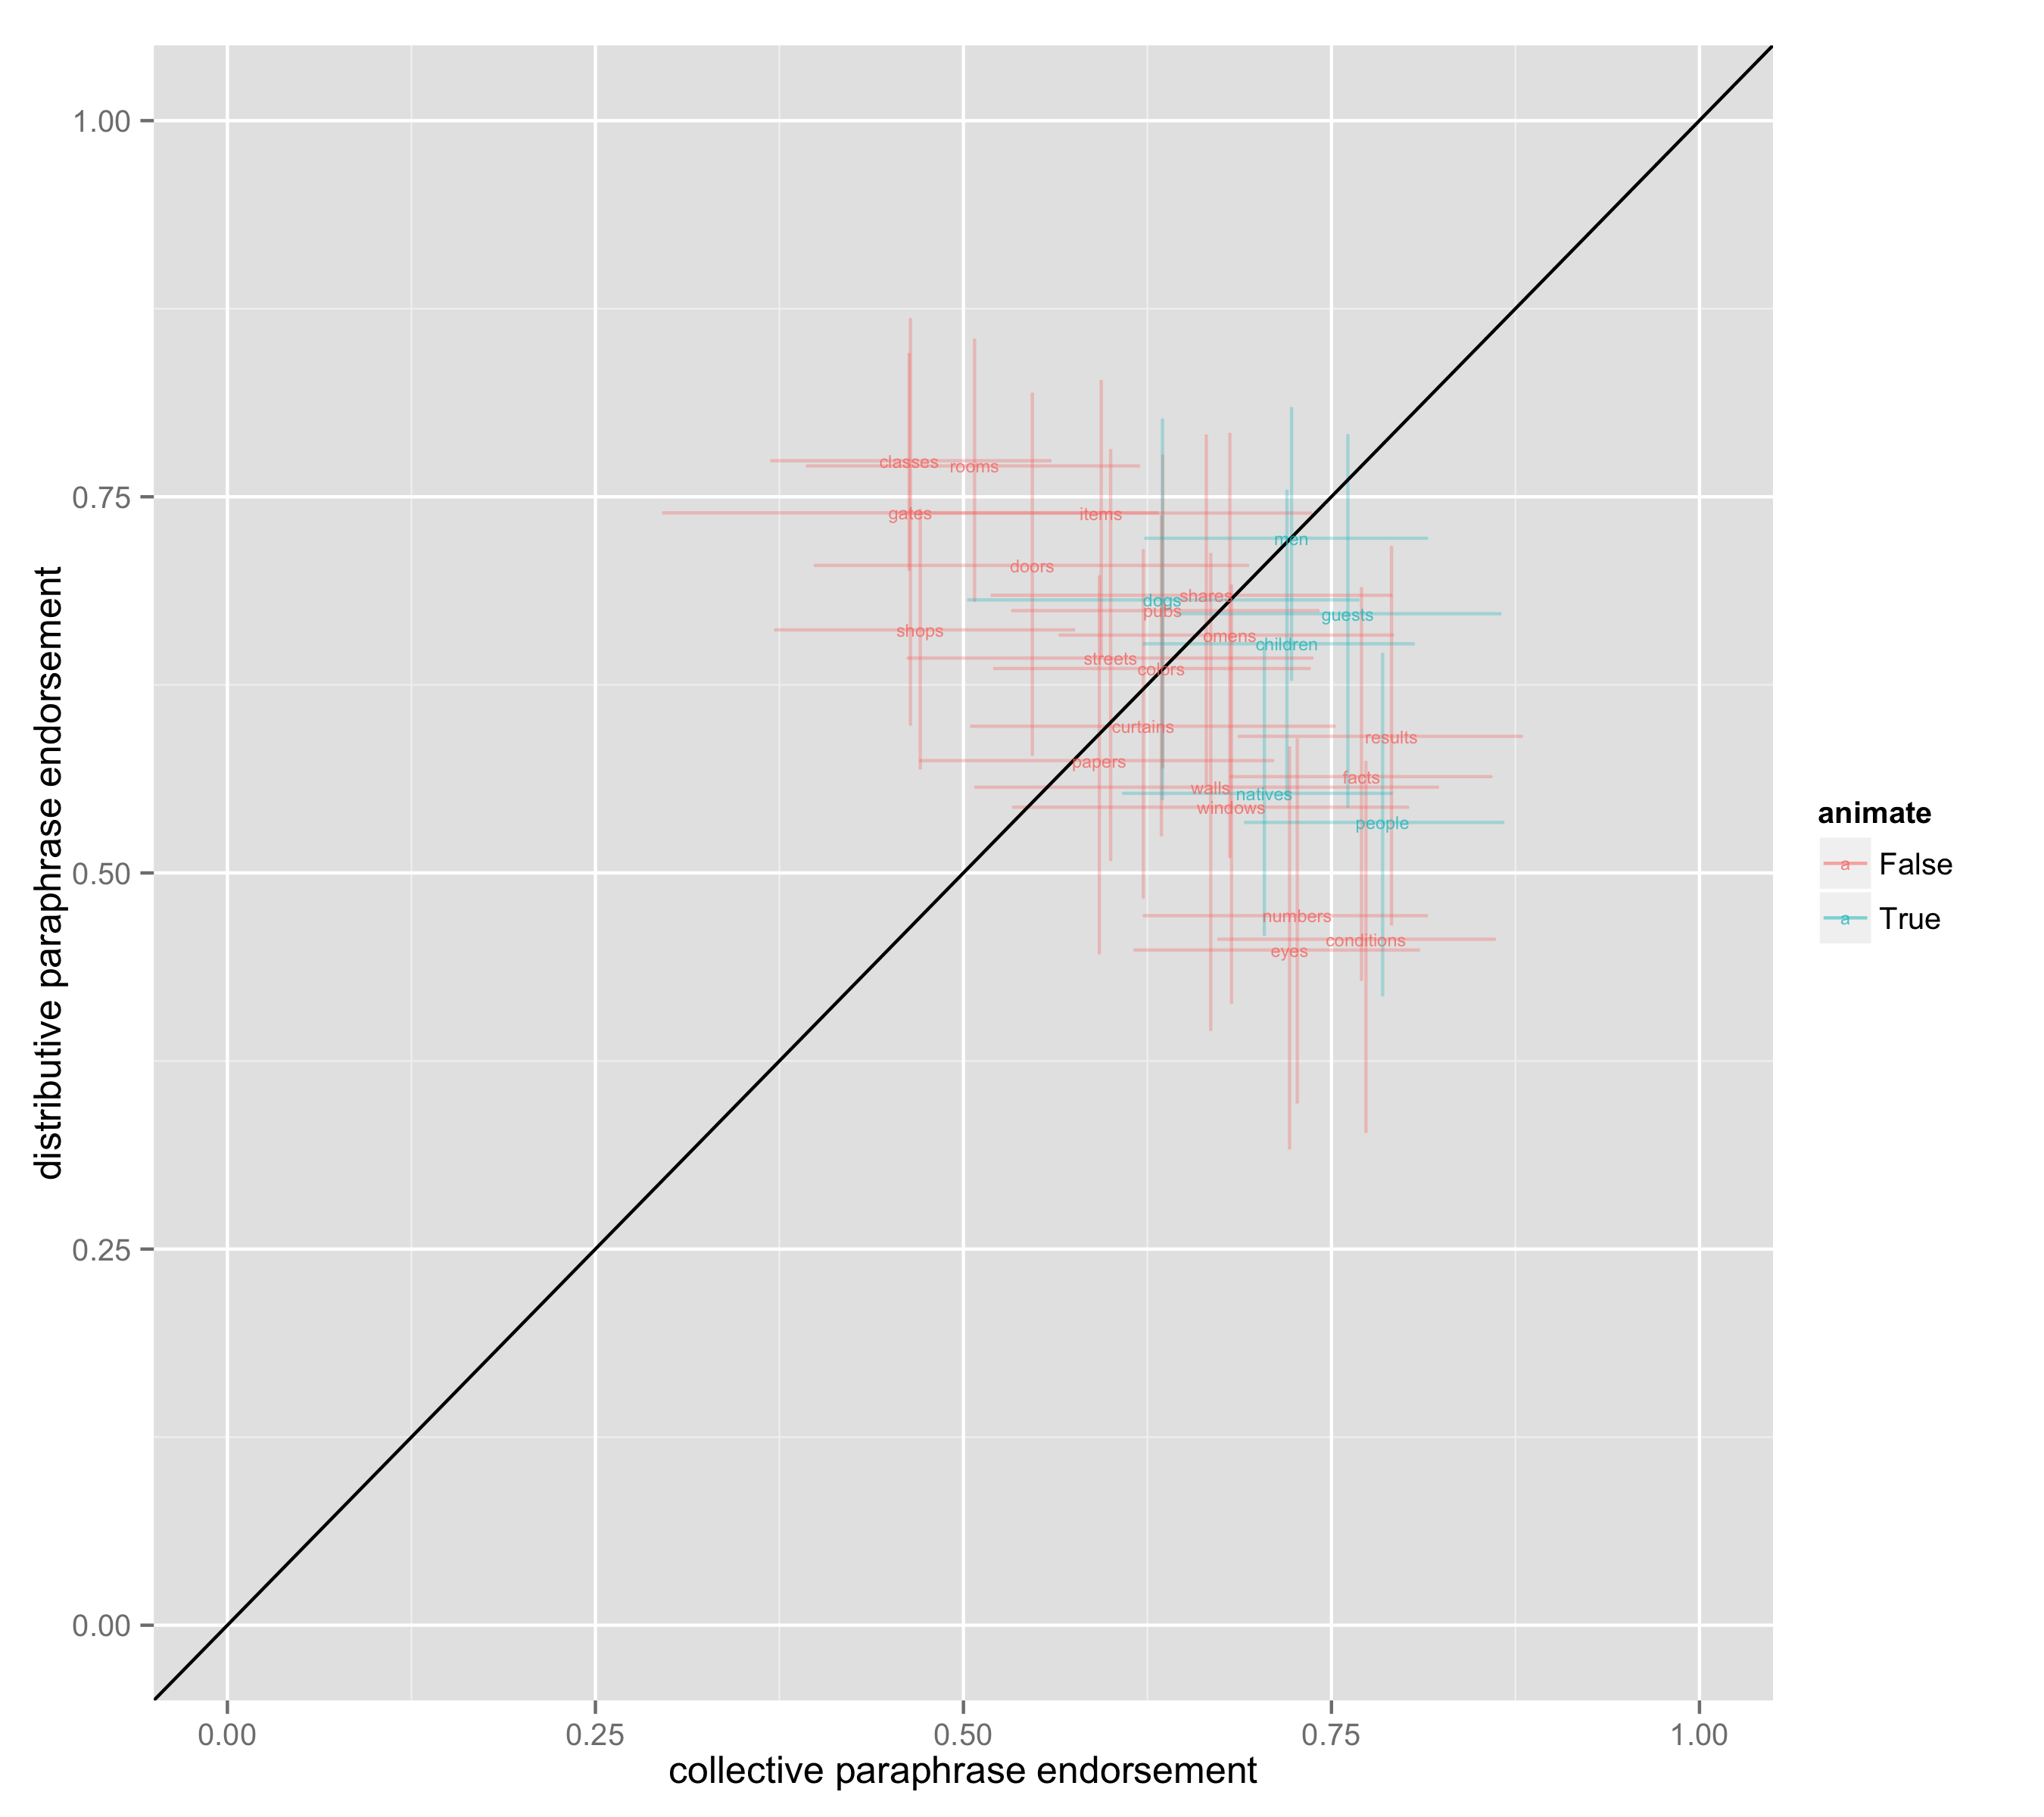 1.00
0.75
0.50
0.25
0.00
distributive paraphrase endorsement
classes
rooms
gates
items
men
doors
shares
dogs
pubs
guests
shops
omens
children
streets
colors
curtains
results
papers
facts
walls
natives
windows
people
numbers
conditions
eyes
animate
a False
a True
0.00 0.25 0.50 0.75 1.00
collective paraphrase endorsement